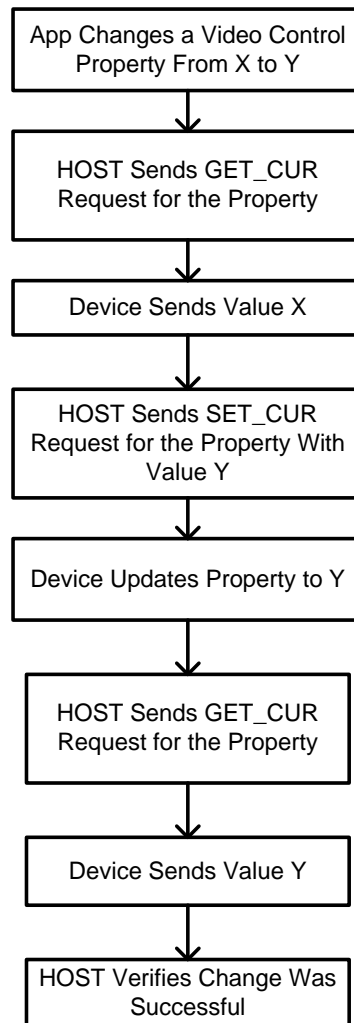 App Changes a Video Control
Property From X to Y
HOST Sends GET_CUR
Request for the Property
Device Sends Value X
HOST Sends SET_CUR
Request for the Property With
Value Y
Device Updates Property to Y
HOST Sends GET_CUR
Request for the Property
Device Sends Value Y
HOST Verifies Change Was
Successful